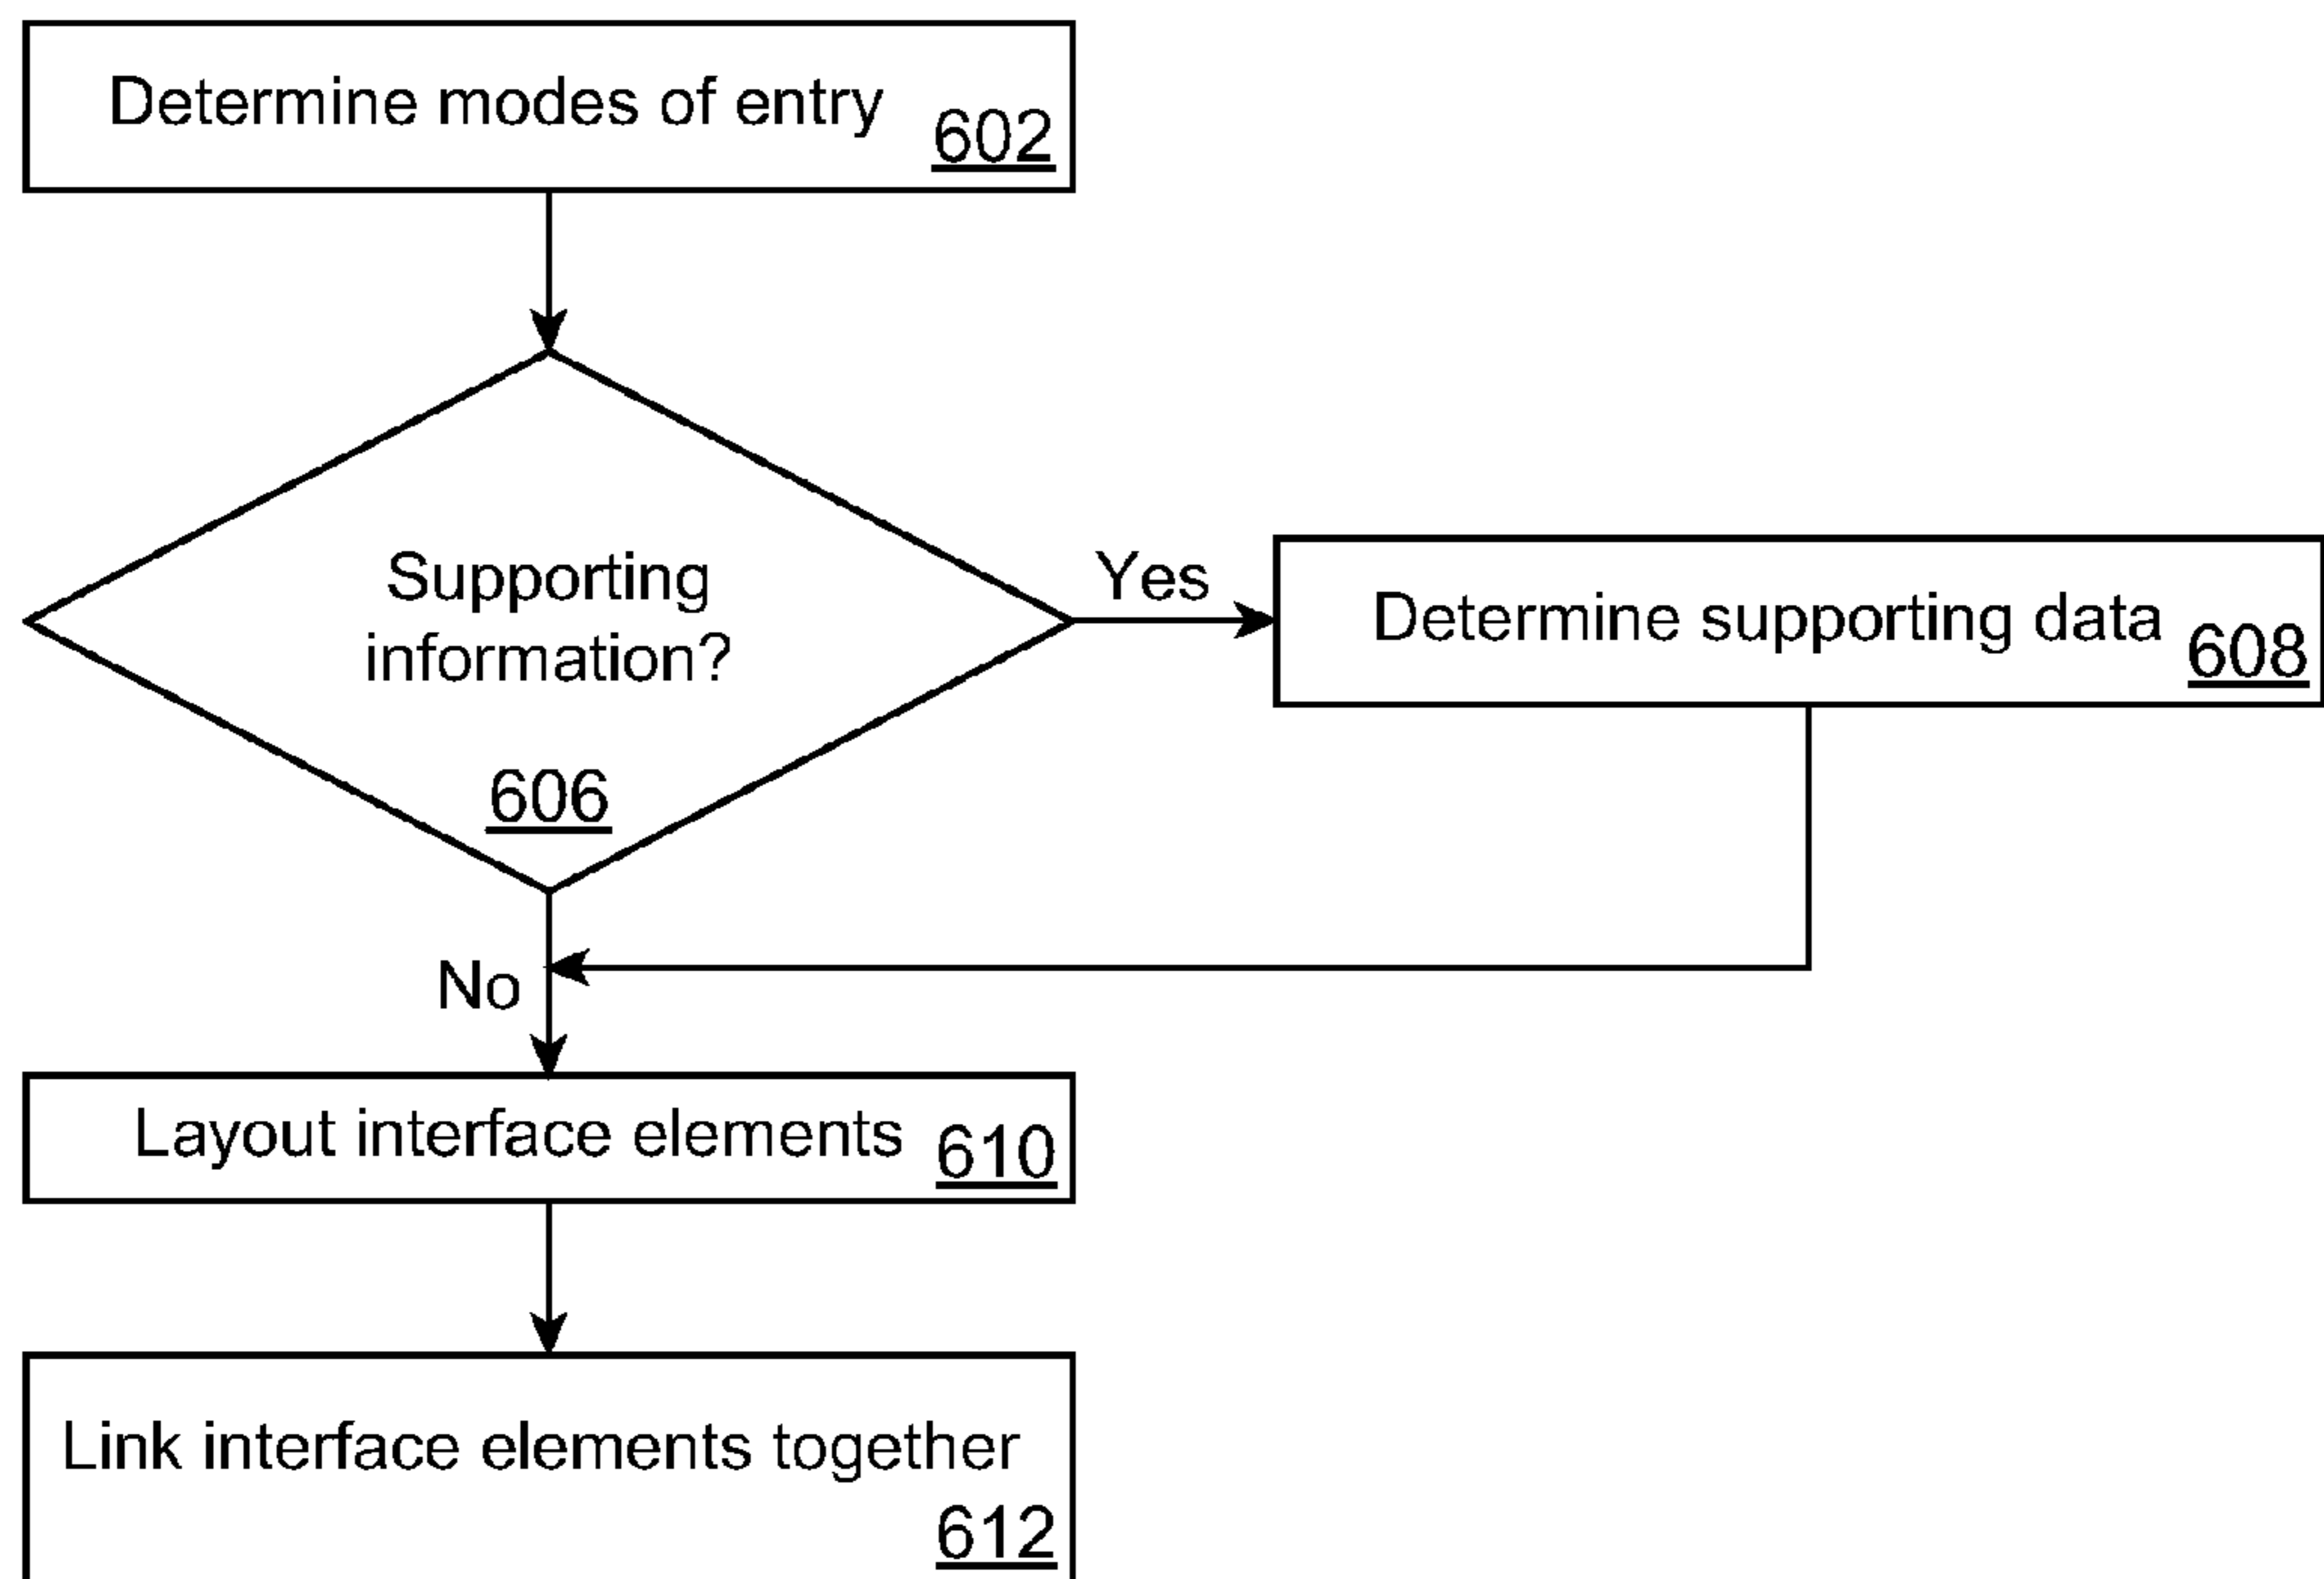 Determine modes of entry
602
Supporting
information?
606
Yes
Determine supporting data
608
No
Layout interface elements
610
Link interface elements together
612